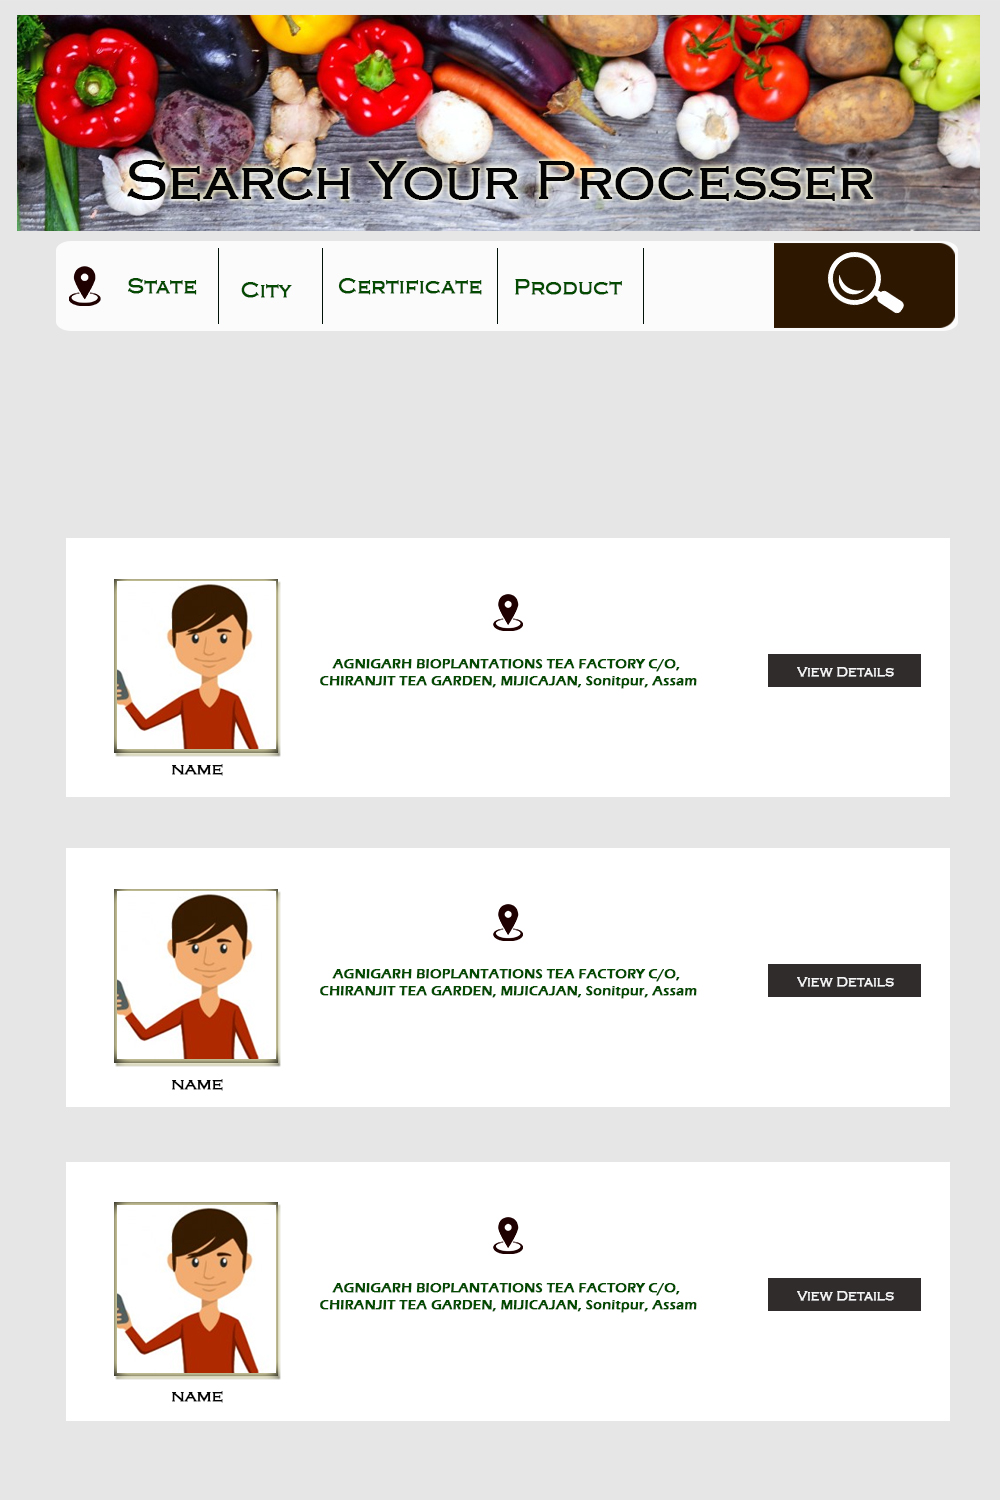 Search Your Processer
State City Certificate Product
AGNIGARH BIOPLANTATIONS TEA FACTORY C/O,
CHIRANJIT TEA GARDEN, MIJICAJAN, Sonitpur, Assam
View Details
NAME
AGNIGARH BIOPLANTATIONS TEA FACTORY C/O,
CHIRANJIT TEA GARDEN, MIJICAJAN, Sonitpur, Assam
View Details
NAME
AGNIGARH BIOPLANTATIONS TEA FACTORY C/O,
CHIRANJIT TEA GARDEN, MIJICAJAN, Sonitpur, Assam
View Details
NAME